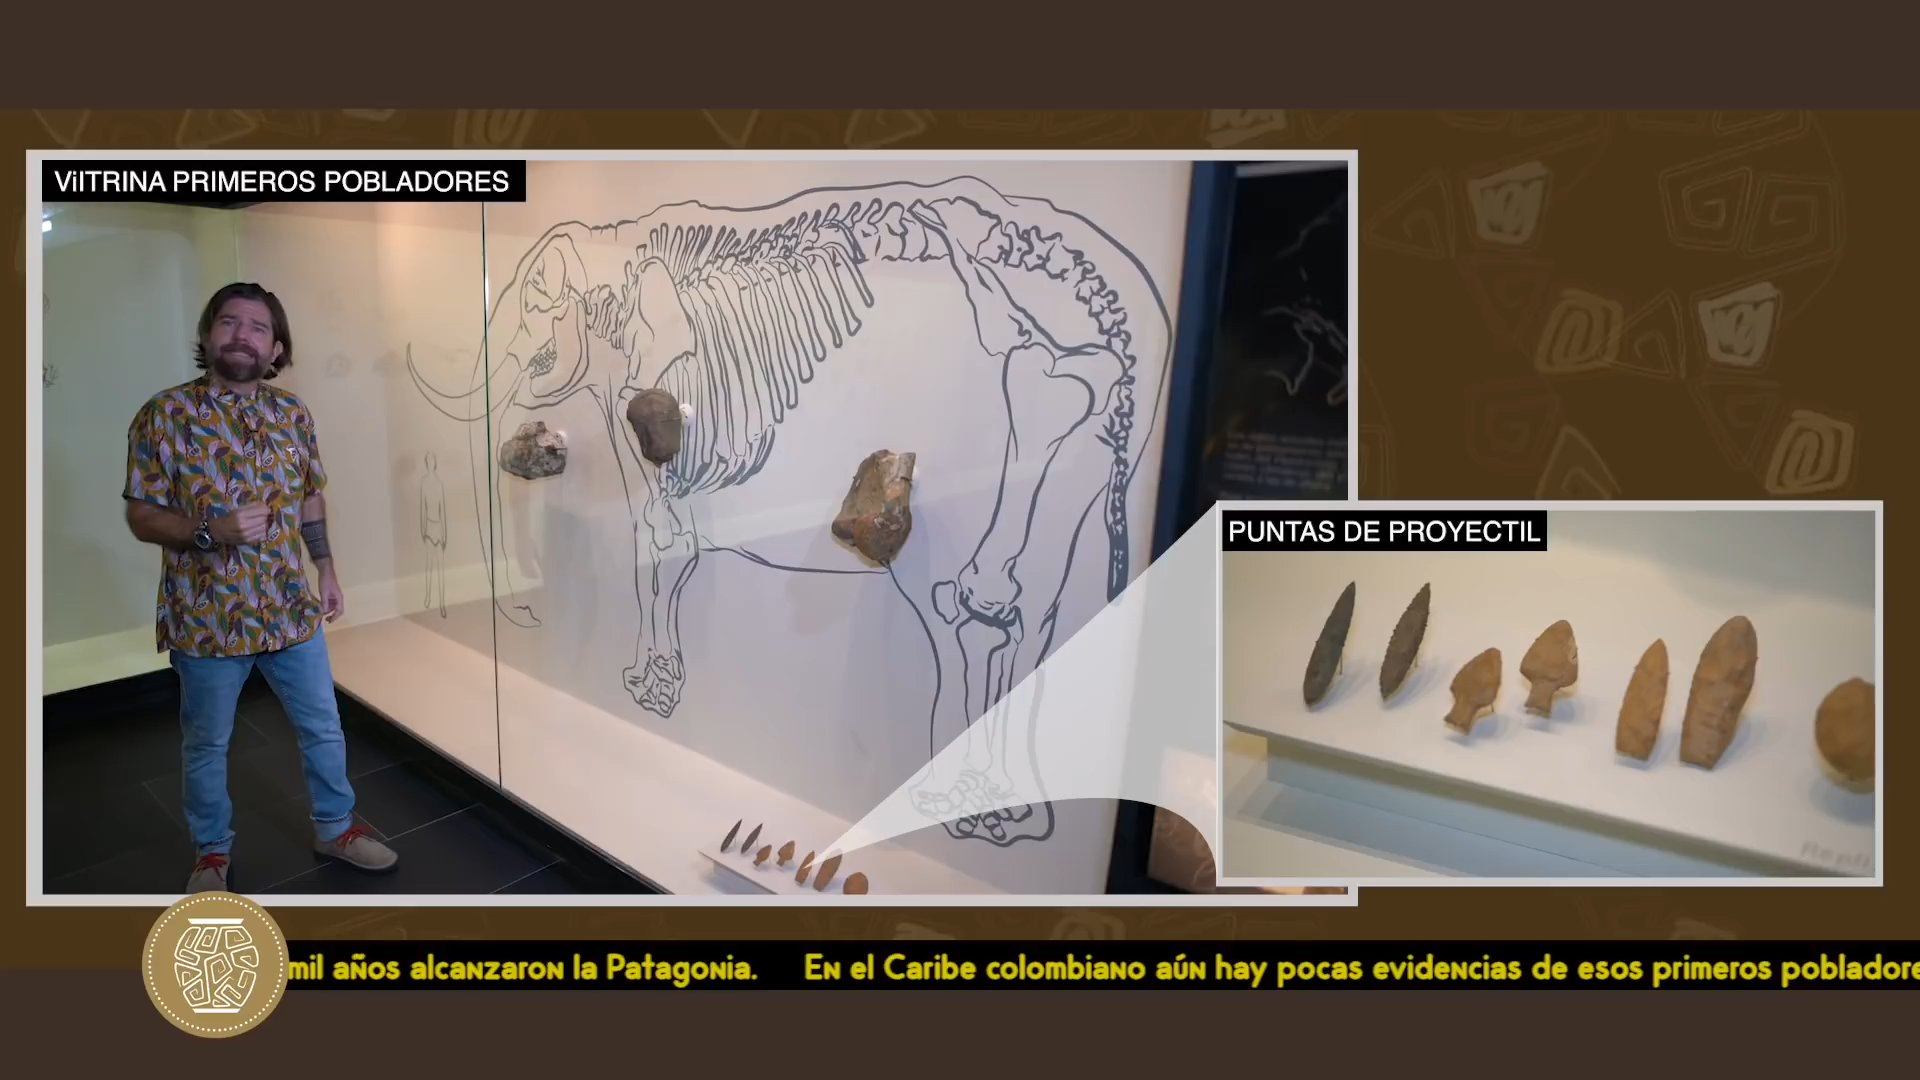 ViITRINA PRIMEROS POBLADORES
PUNTAS DE PROYECTIL
mil años alcanzaron la Patagonia. En el Caribe colombiano aún hay pocas evidencias de esos primeros pobladore